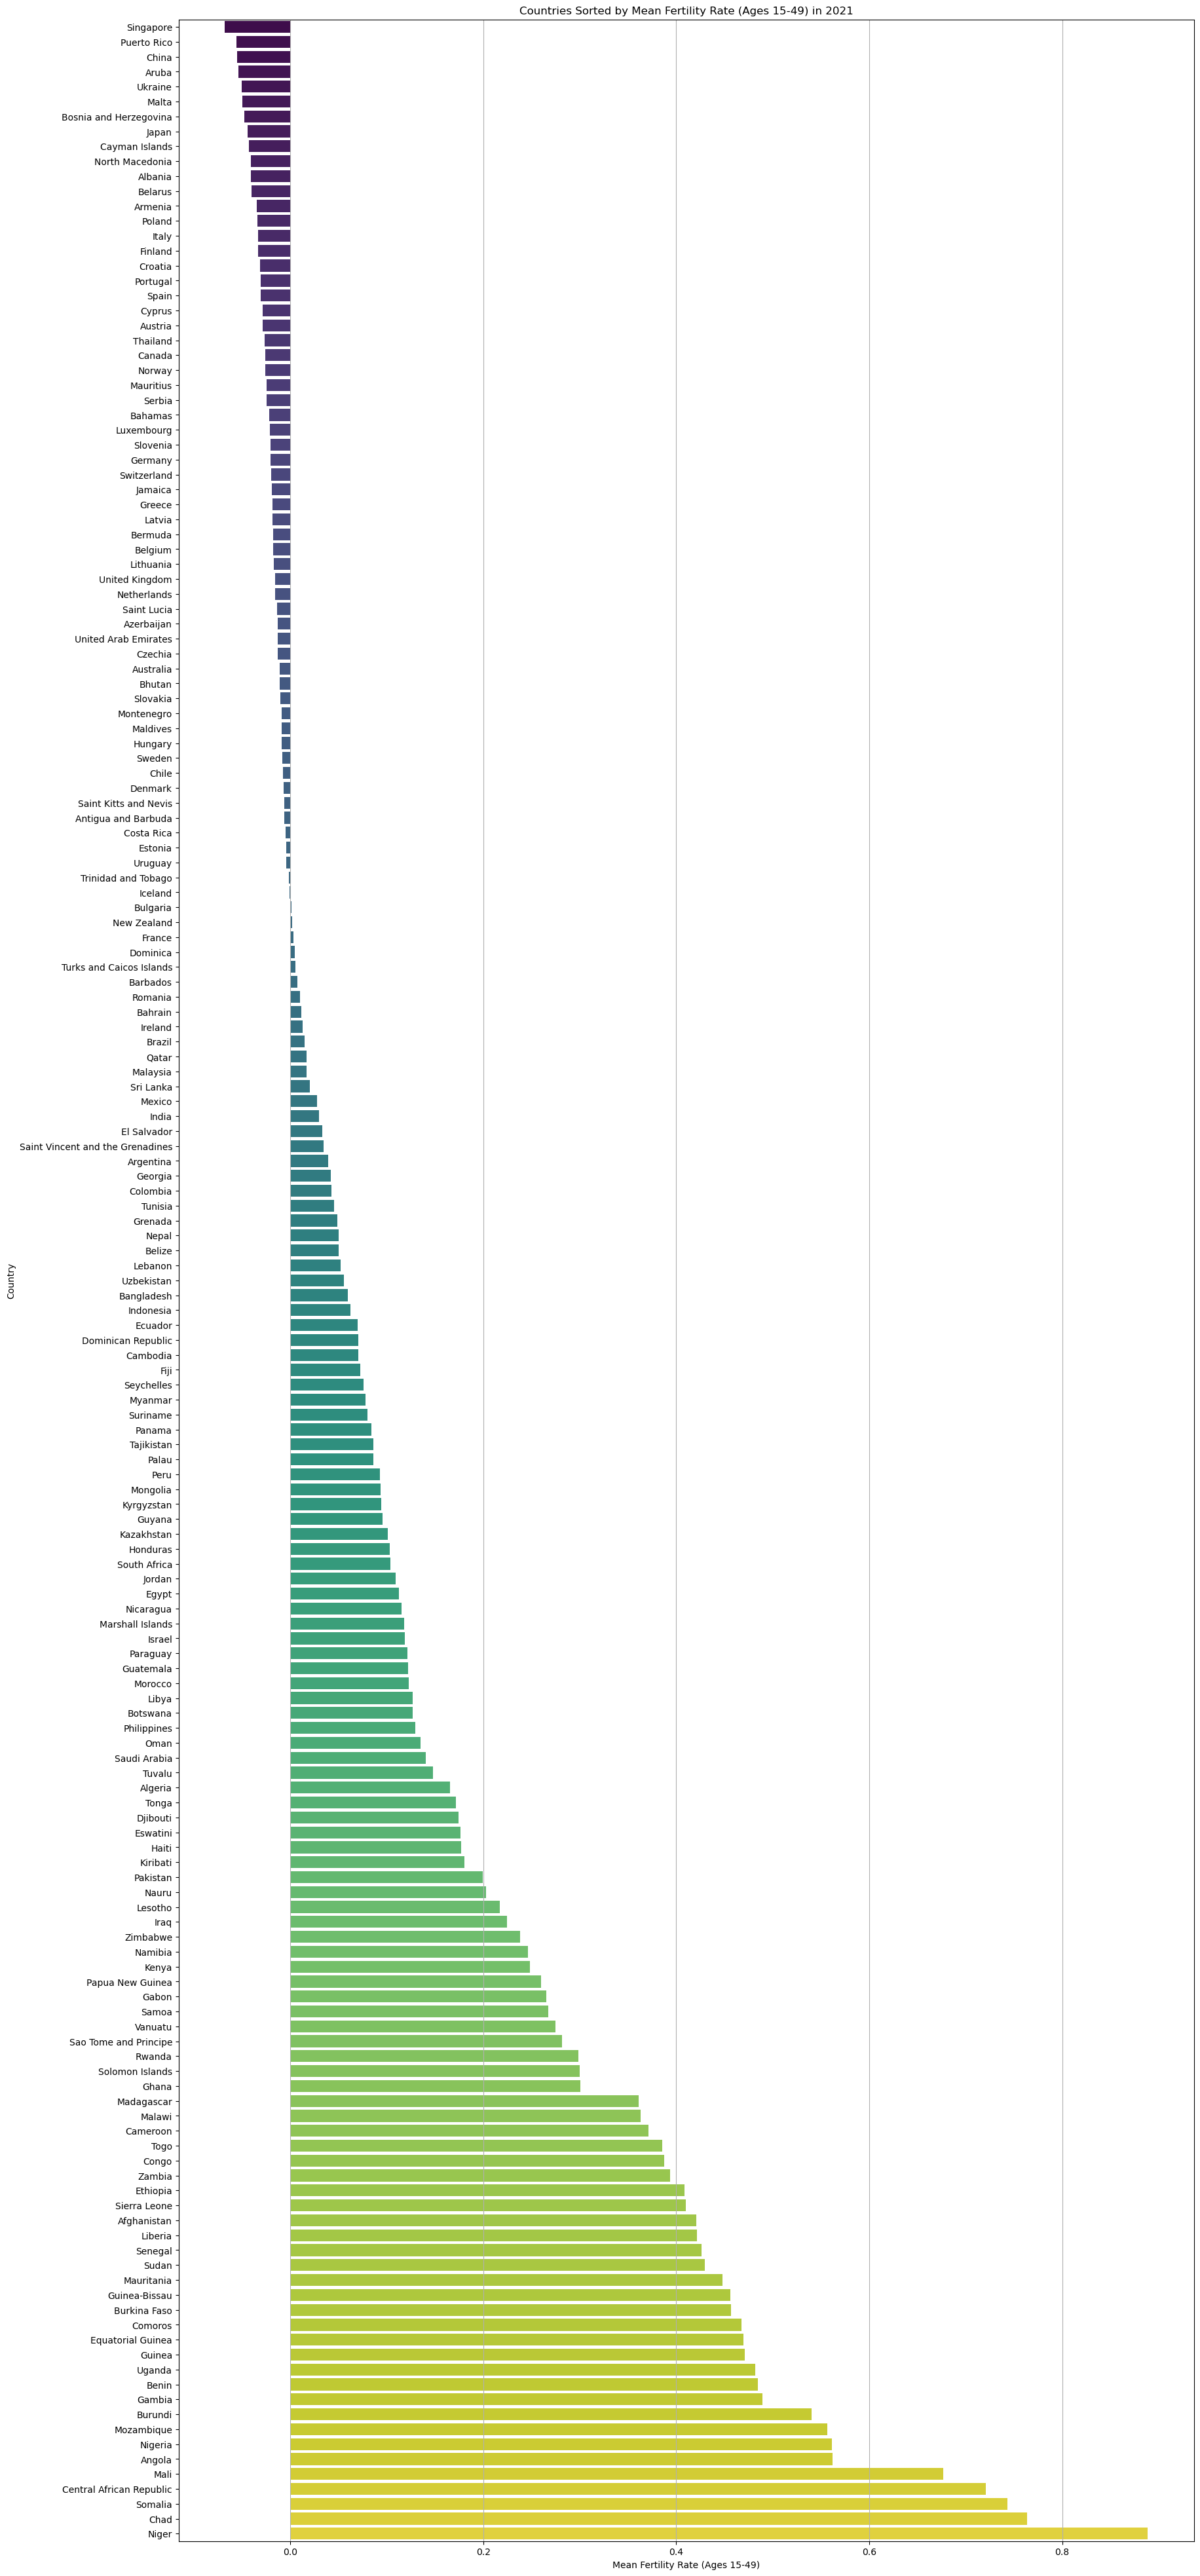 Countries Sorted by Mean Fertility Rate (Ages 15-49) in 2021
Singapore
Puerto Rico
China
Aruba
Ukraine
Malta
Bosnia and Herzegovina
Japan
Cayman Islands
North Macedonia
Albania
Belarus
Armenia
Poland
Italy
Finland
Croatia
Portugal
Spain
Cyprus
Austria
Thailand
Canada
Norway
Mauritius
Serbia
Bahamas
Luxembourg
Slovenia
Germany
Switzerland
Jamaica
Greece
Latvia
Bermuda
Belgium
Lithuania
United Kingdom
Netherlands
Saint Lucia
Azerbaijan
United Arab Emirates
Czechia
Australia
Bhutan
Slovakia
Montenegro
Maldives
Hungary
Sweden
Chile
Denmark
Saint Kitts and Nevis
Antigua and Barbuda
Costa Rica
Estonia
Uruguay
Trinidad and Tobago
Iceland
Bulgaria
New Zealand
France
Dominica
Turks and Caicos Islands
Barbados
Romania
Bahrain
Ireland
Brazil
Qatar
Malaysia
Sri Lanka
Mexico
India
El Salvador
Saint Vincent and the Grenadines
Argentina
Georgia
Colombia
Tunisia
Grenada
Nepal
Belize
Lebanon
Uzbekistan
Bangladesh
Indonesia
Ecuador
Dominican Republic
Cambodia
Fiji
Seychelles
Myanmar
Suriname
Panama
Tajikistan
Palau
Peru
Mongolia
Kyrgyzstan
Guyana
Kazakhstan
Honduras
South Africa
Jordan
Egypt
Nicaragua
Marshall Islands
Israel
Paraguay
Guatemala
Morocco
Libya
Botswana
Philippines
Oman
Saudi Arabia
Tuvalu
Algeria
Tonga
Djibouti
Eswatini
Haiti
Kiribati
Pakistan
Nauru
Lesotho
Iraq
Zimbabwe
Namibia
Kenya
Papua New Guinea
Gabon
Samoa
Vanuatu
Sao Tome and Principe
Rwanda
Solomon Islands
Ghana
Madagascar
Malawi
Cameroon
Togo
Congo
Zambia
Ethiopia
Sierra Leone
Afghanistan
Liberia
Senegal
Sudan
Mauritania
Guinea-Bissau
Burkina Faso
Comoros
Equatorial Guinea
Guinea
Uganda
Benin
Gambia
Burundi
Mozambique
Nigeria
Angola
Mali
Central African Republic
Somalia
Chad
Niger
Country
0.0 0.2 0.4 0.6 0.8
Mean Fertility Rate (Ages 15-49)